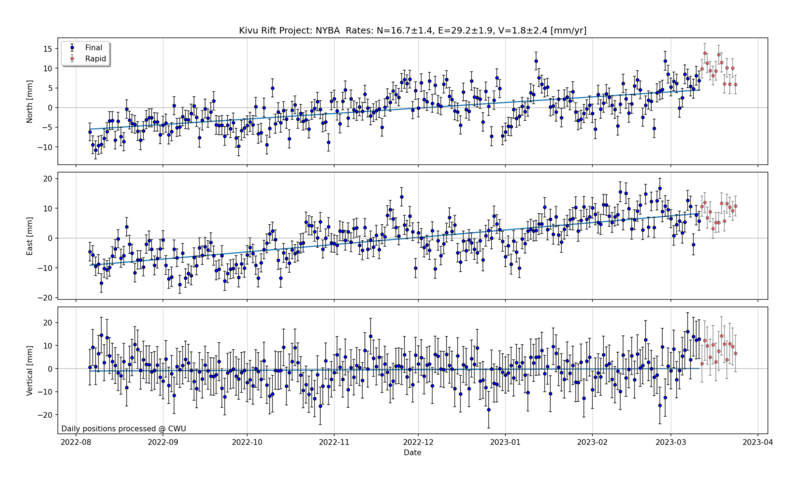 Kivu Rift Project: NYBA  Rates: N=16.7±1.4, E=29.2±1.9, V=1.8±2.4 [mm/yr]
Final
Rapid
15
10
5
0
−5
−10
North [mm]
20
10
0
−10
−20
East [mm]
20
10
0
−10
−20
Vertical [mm]
Daily positions processed @ CWU
2022-08 2022-09 2022-10 2022-11 2022-12 2023-01 2023-02 2023-03 2023-04
Date